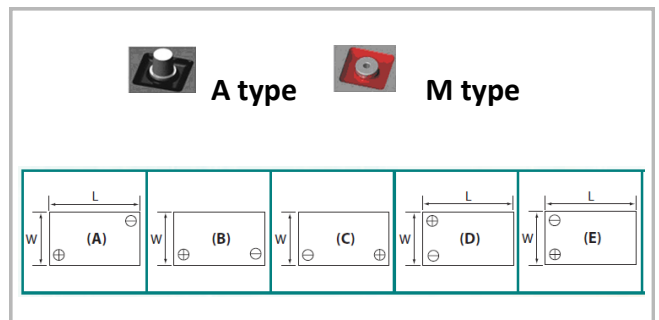 A type M type
L L L
W (A) W (B) W (C) W (D) W (E)
⊖ ⊕ ⊕ ⊖ ⊖ ⊕ ⊕ ⊖ ⊖ ⊕